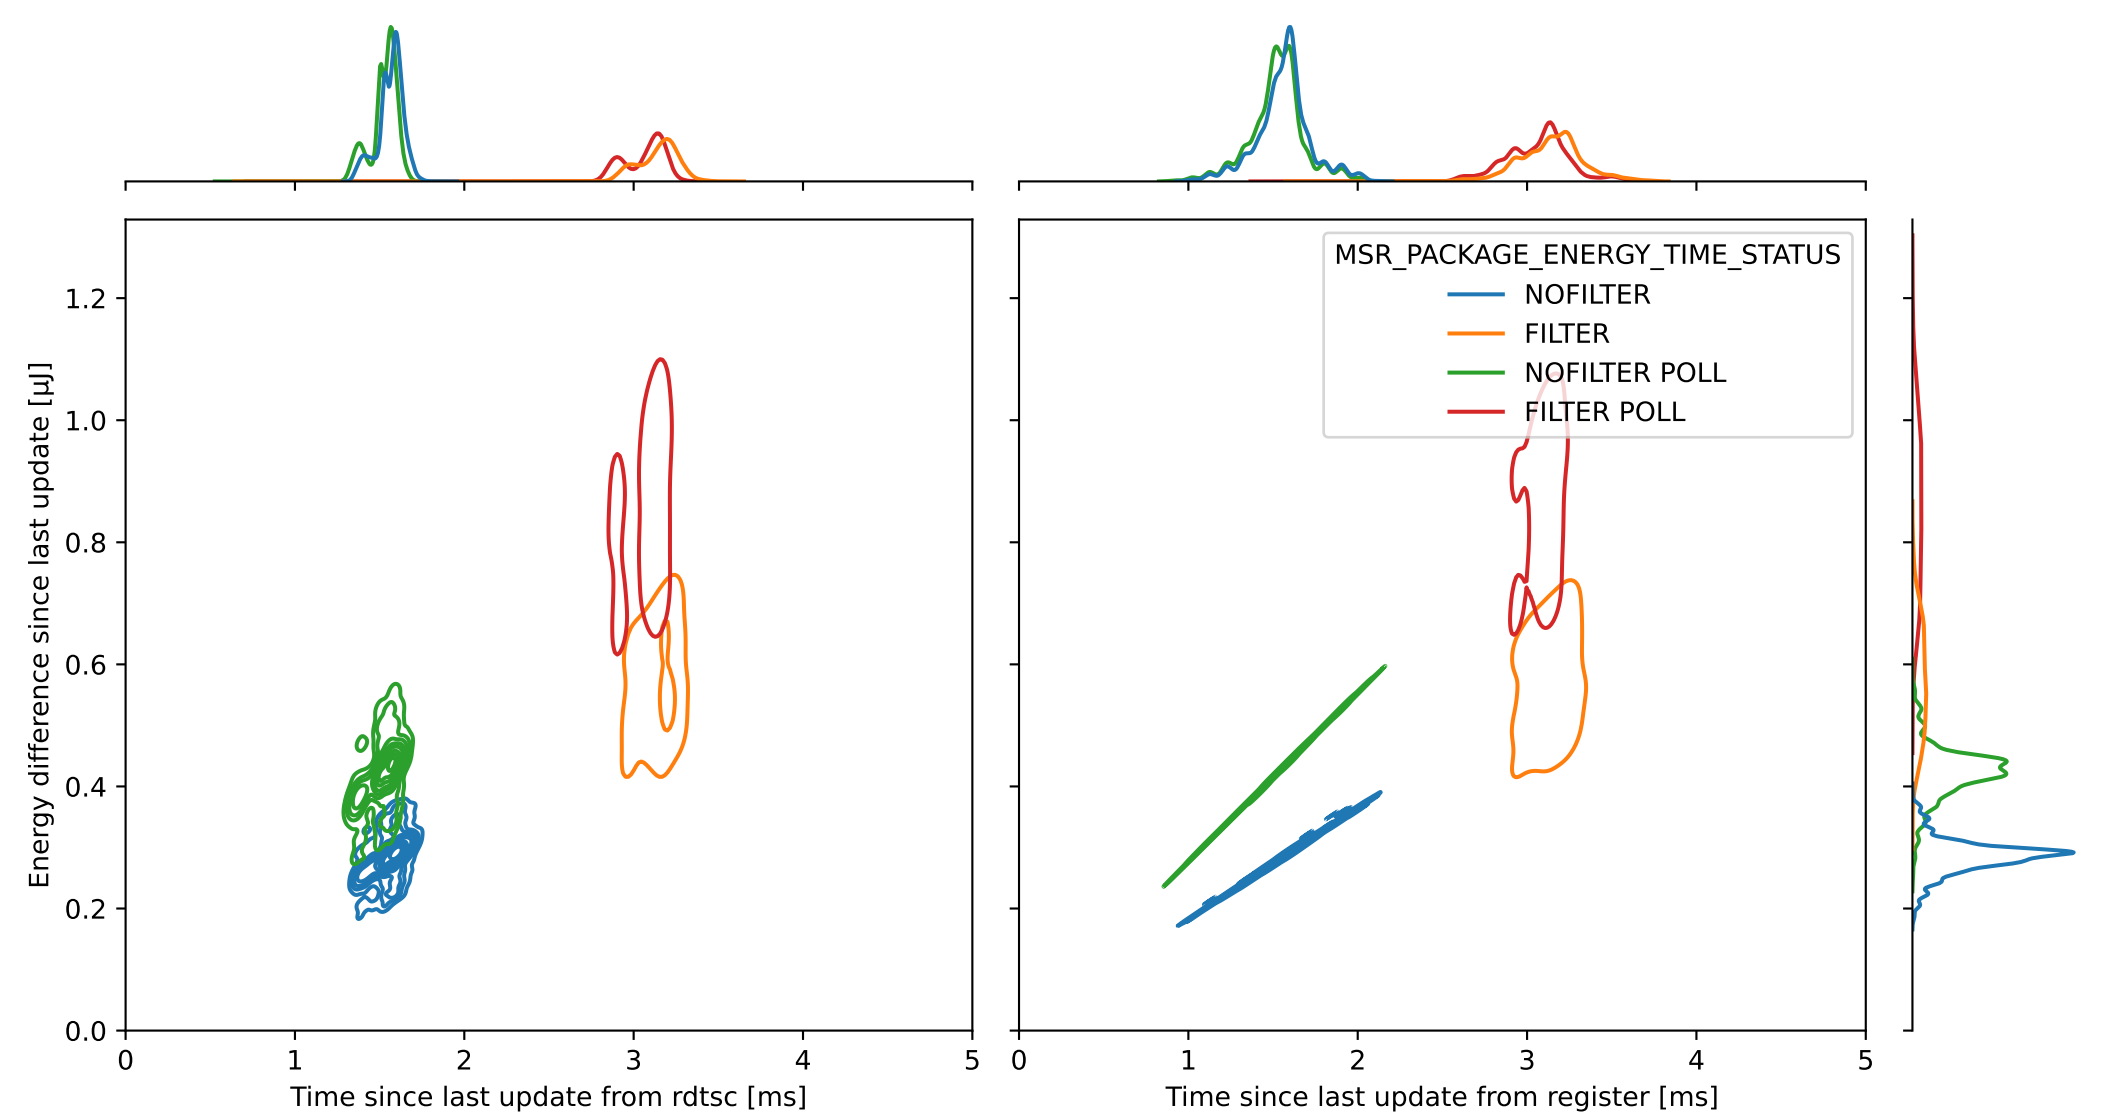 MSR_PACKAGE_ENERGY_TIME_STATUS
NOFILTER
FILTER
NOFILTER POLL
FILTER POLL
Energy difference since last update [µJ]
1.2
1.0
0.8
0.6
0.4
0.2
0.0
0 1 2 3 4 5
0 1 2 3 4 5
Time since last update from rdtsc [ms]
Time since last update from register [ms]